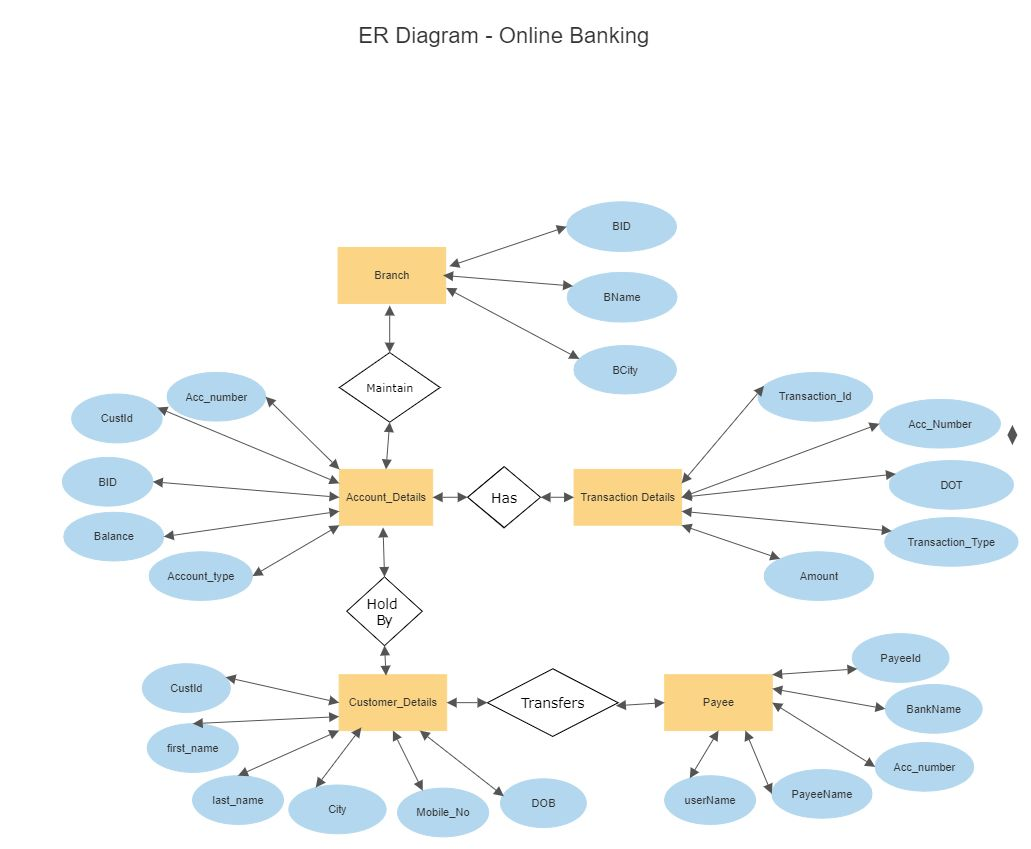 ER Diagram - Online Banking
BID
Branch
BName
BCity
Maintain
Acc_number
Transaction_Id
CustId
Acc_Number
BID
Account_Details
Has
Transaction Details
DOT
Balance
Transaction_Type
Account_type
Amount
Hold
By
PayeeId
CustId
Customer_Details
Transfers
Payee
BankName
first_name
Acc_number
last_name
City
Mobile_No
DOB
userName
PayeeName